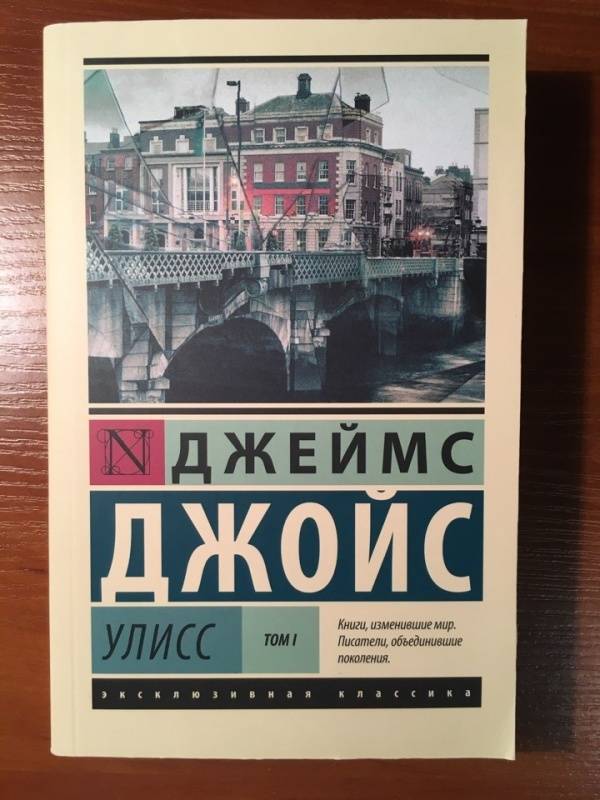 N ДЖЕЙМС
ДЖОЙС
УЛИСС
ТОМ I
Книги, изменившие мир.
Писатели, объединившие
поколения.
эксклюзивная классика